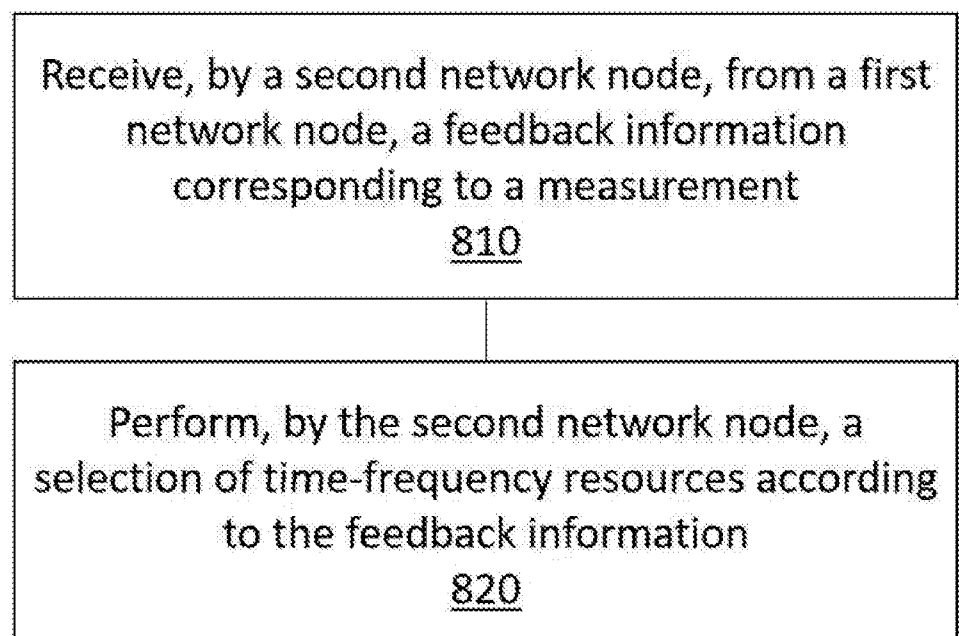 Receive, by a second network node, from a first
network node, a feedback information
corresponding to a measurement
810
Perform, by the second network node, a
selection of time-frequency resources according
to the feedback information
820